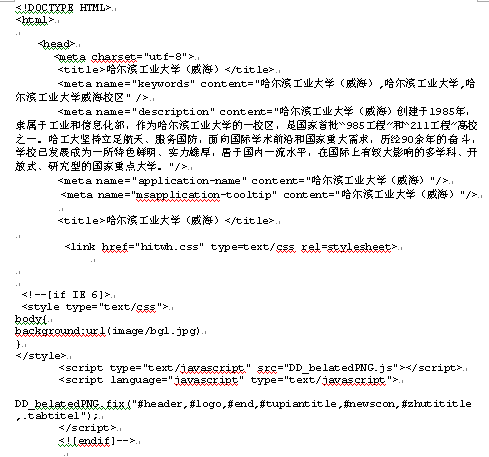 <!DOCTYPE HTML>
<html>
<head>
<meta charset="utf-8">
<title>哈尔滨工业大学（威海）</title>
<meta name="keywords" content="哈尔滨工业大学（威海）,哈尔滨工业大学,哈
尔滨工业大学威海校区" />
<meta name="description" content="哈尔滨工业大学（威海）创建于1985年，
隶属于工业和信息化部，作为哈尔滨工业大学的一校区，是国家首批“985工程”和“211工程”高校
之一。哈工大坚持立足航天、服务国防，面向国际学术前沿和国家重大需求，历经90余年的奋斗，
学校已发展成为一所特色鲜明、实力雄厚，居于国内一流水平，在国际上有较大影响的多学科、开
放式、研究型的国家重点大学。"/>
<meta name="application-name" content="哈尔滨工业大学（威海）"/>
<meta name="msapplication-tooltip" content="哈尔滨工业大学（威海）"/>
<title>哈尔滨工业大学（威海）</title>
<link href="hitwh.css" type=text/css rel=stylesheet>
<!--[if IE 6]>
<style type="text/css">
body{
background:url(image/bg1.jpg)
}
</style>
<script type="text/javascript" src="DD_belatedPNG.js"></script>
<script language="javascript" type="text/javascript">
DD_belatedPNG.fix("#header,#logo,#end,#tupiantitle,#newscon,#zhutititle
,.tabtitel");
</script>
<![endif]-->